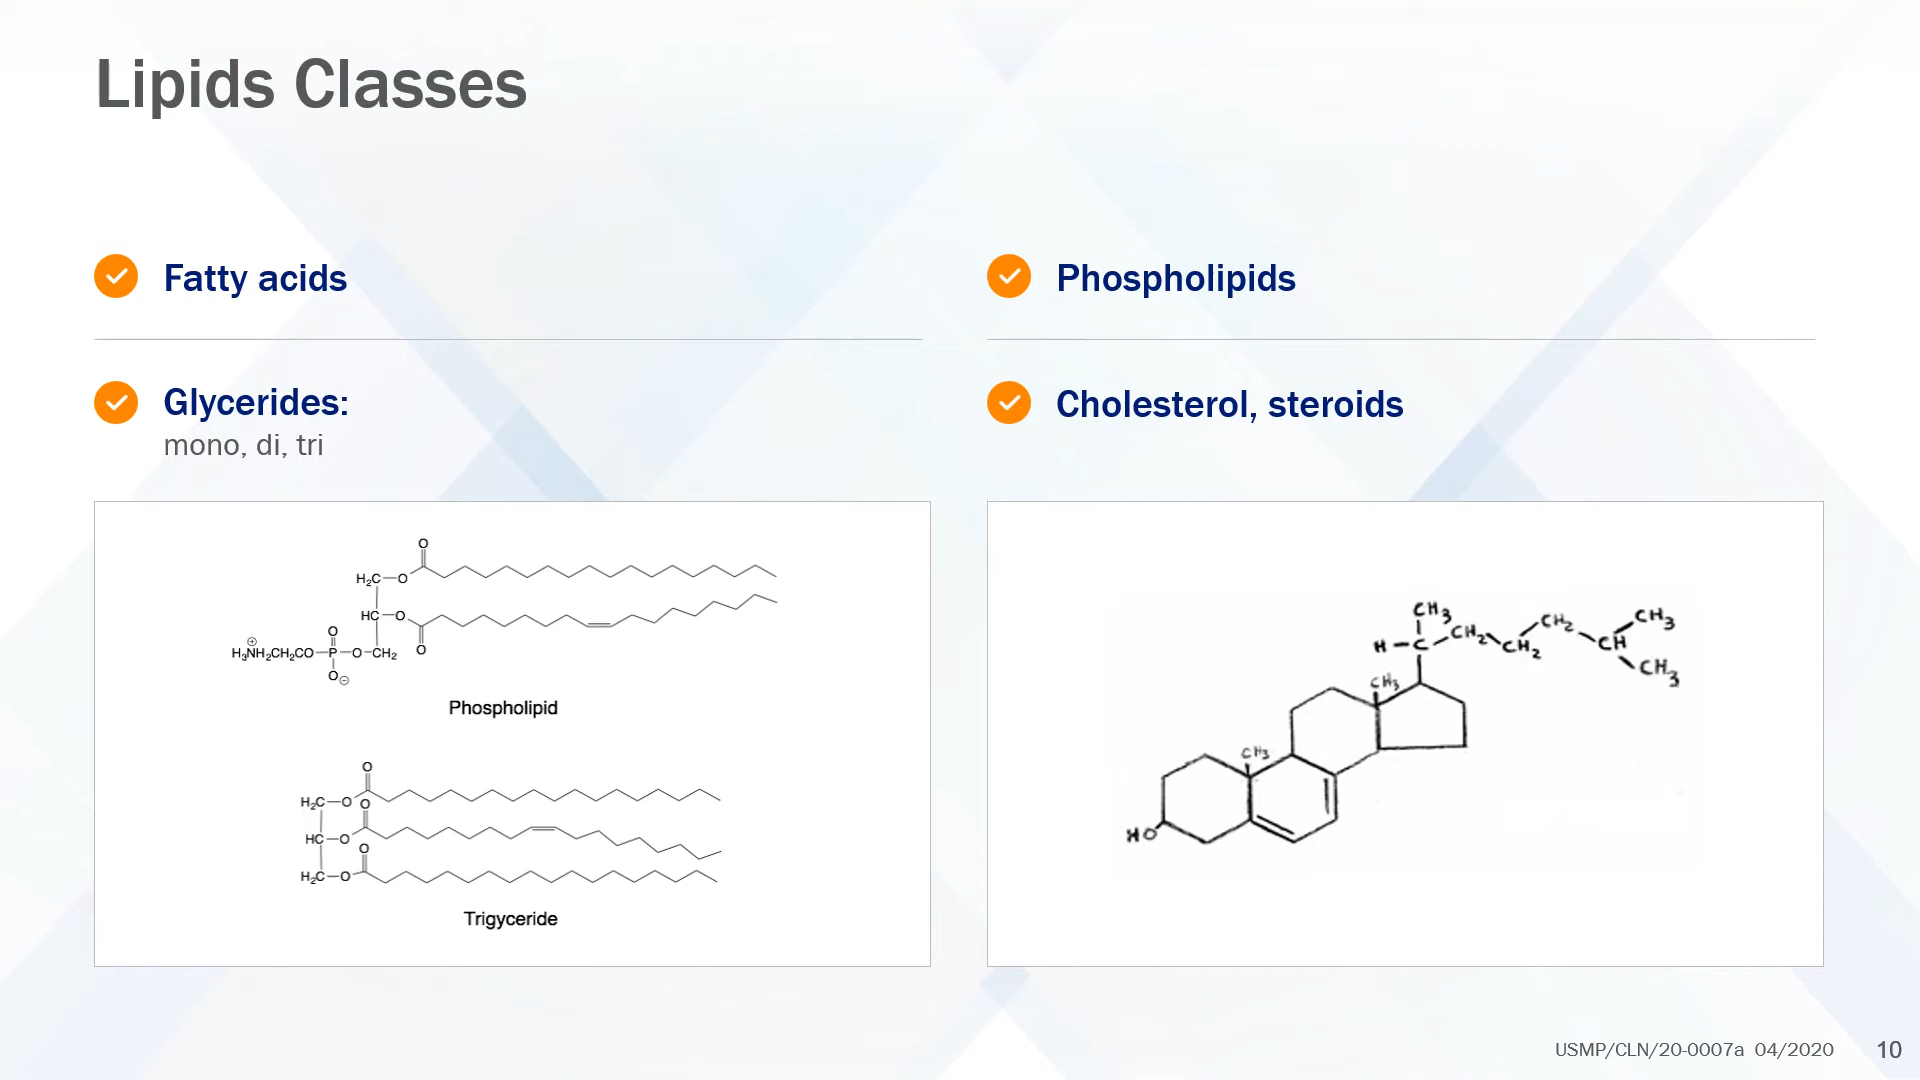 Lipids Classes
Fatty acids
Glycerides:
mono, di, tri
Phospholipids
Cholesterol, steroids
O
H₂C—O
HC—O
O
O
H₃NH₂CH₂CO—P—O—CH₂
⊕
O⊖
Phospholipid
O
H₂C—O
O
HC—O
O
H₂C—O
Trigyceride
CH₃
H—C
CH₂
CH₂
CH₂
CH
CH₃
CH₃
CH₃
CH₃
HO
USMP/CLN/20-0007a 04/2020
10